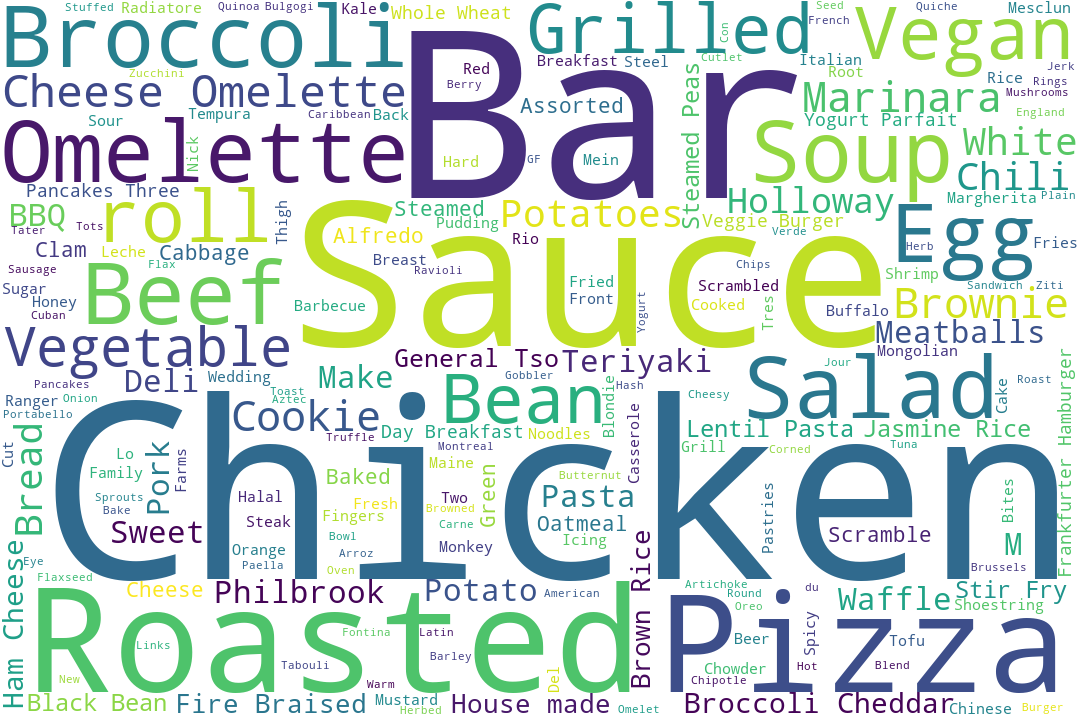 Stuffed
Radiatore
Quinoa
Bulgogi
Kale
Whole Wheat
Broccoli
Grilled
Con
Cutlet
Seed
French
Vegan
Quiche
Mesclun
Zucchini
Breakfast
Steel
Italian
Root
Rice
Jerk
Rings
Mushrooms
Cheese Omelette
Bar
Red
Berry
Assorted
Marinara
Yogurt Parfait
England
Sour
Tempura
Caribbean
Back
Omelette
Nick
Hard
GF
Mein
Steamed Peas
Soup
White
Chili
Pancakes Three
Holloway
Margherita
Plain
BBQ
Tater
Tots
roll
Thigh
Steamed
Pudding
Potatoes
Veggie Burger
Verde
Egg
Herb
Fries
Clam
Leche
Cabbage
Alfredo
Rio
Sauce
Breast
Ravioli
Chips
Sausage
Flax
Shrimp
Sandwich
Ziti
Sugar
Honey
Cuban
Beef
Barbecue
Fried
Front
Yogurt
Scrambled
Cooked
Tres
Buffalo
Brownie
Vegetable
Meatballs
Mongolian
General Tso
Teriyaki
Jour
Deli
Wedding
Make
Gobbler
Hash
Cheesy
Salad
Cake
Roast
Frankfurter Hamburger
Pancakes
Onion
Ranger
Portabello
Toast
Aztec
Cookie
Bean
Blondie
Truffle
Day Breakfast
Noodles
Casserole
Lentil Pasta
Jasmine Rice
Cut
Bread
Lo
Family
Pork
Farms
Montreal
Maine
Grill
Corned
Tuna
Chicken
Baked
Green
Butternut
Sprouts
Bake
Halal
Fresh
Fingers
Two
Browned
Carne
Pasta
Oatmeal
Pastries
Bites
Sweet
Steak
Bowl
Icing
Scramble
M
Ham Cheese
Eye
Orange
Paella
Arroz
Oven
Monkey
Brown Rice
Brussels
Flaxseed
Cheese
Philbrook
Potato
American
Artichoke
Round
Oreo
du
Waffle
Stir Fry
Shoestring
Roasted
Links
Fontina
Latin
Barley
Pizza
Beer
Spicy
Tofu
New
Tabouli
Warm
Del
Chowder
Chipotle
Hot
Blend
Black Bean
Fire Braised
Mustard
Herbed
House made
Omelet
Broccoli Cheddar
Chinese
Burger